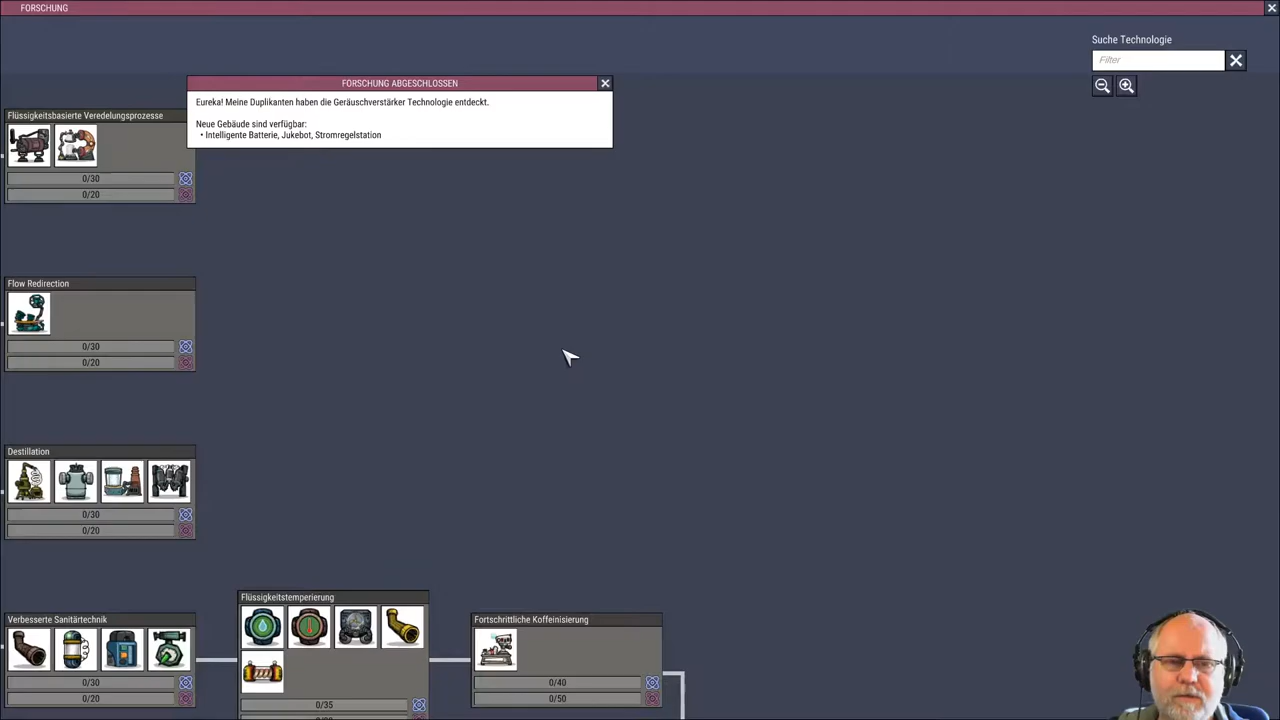 FORSCHUNG
Suche Technologie
Filter
FORSCHUNG ABGESCHLOSSEN
Eureka! Meine Duplikanten haben die Geräuschverstärker Technologie entdeckt.
Neue Gebäude sind verfügbar:
• Intelligente Batterie, Jukebot, Stromregelstation
Flüssigkeitsbasierte Veredelungsprozesse
0/30
0/20
Flow Redirection
0/30
0/20
Destillation
0/30
0/20
Verbesserte Sanitärtechnik
0/30
0/20
Flüssigkeitstemperierung
0/35
Fortschrittliche Koffeinisierung
0/40
0/50